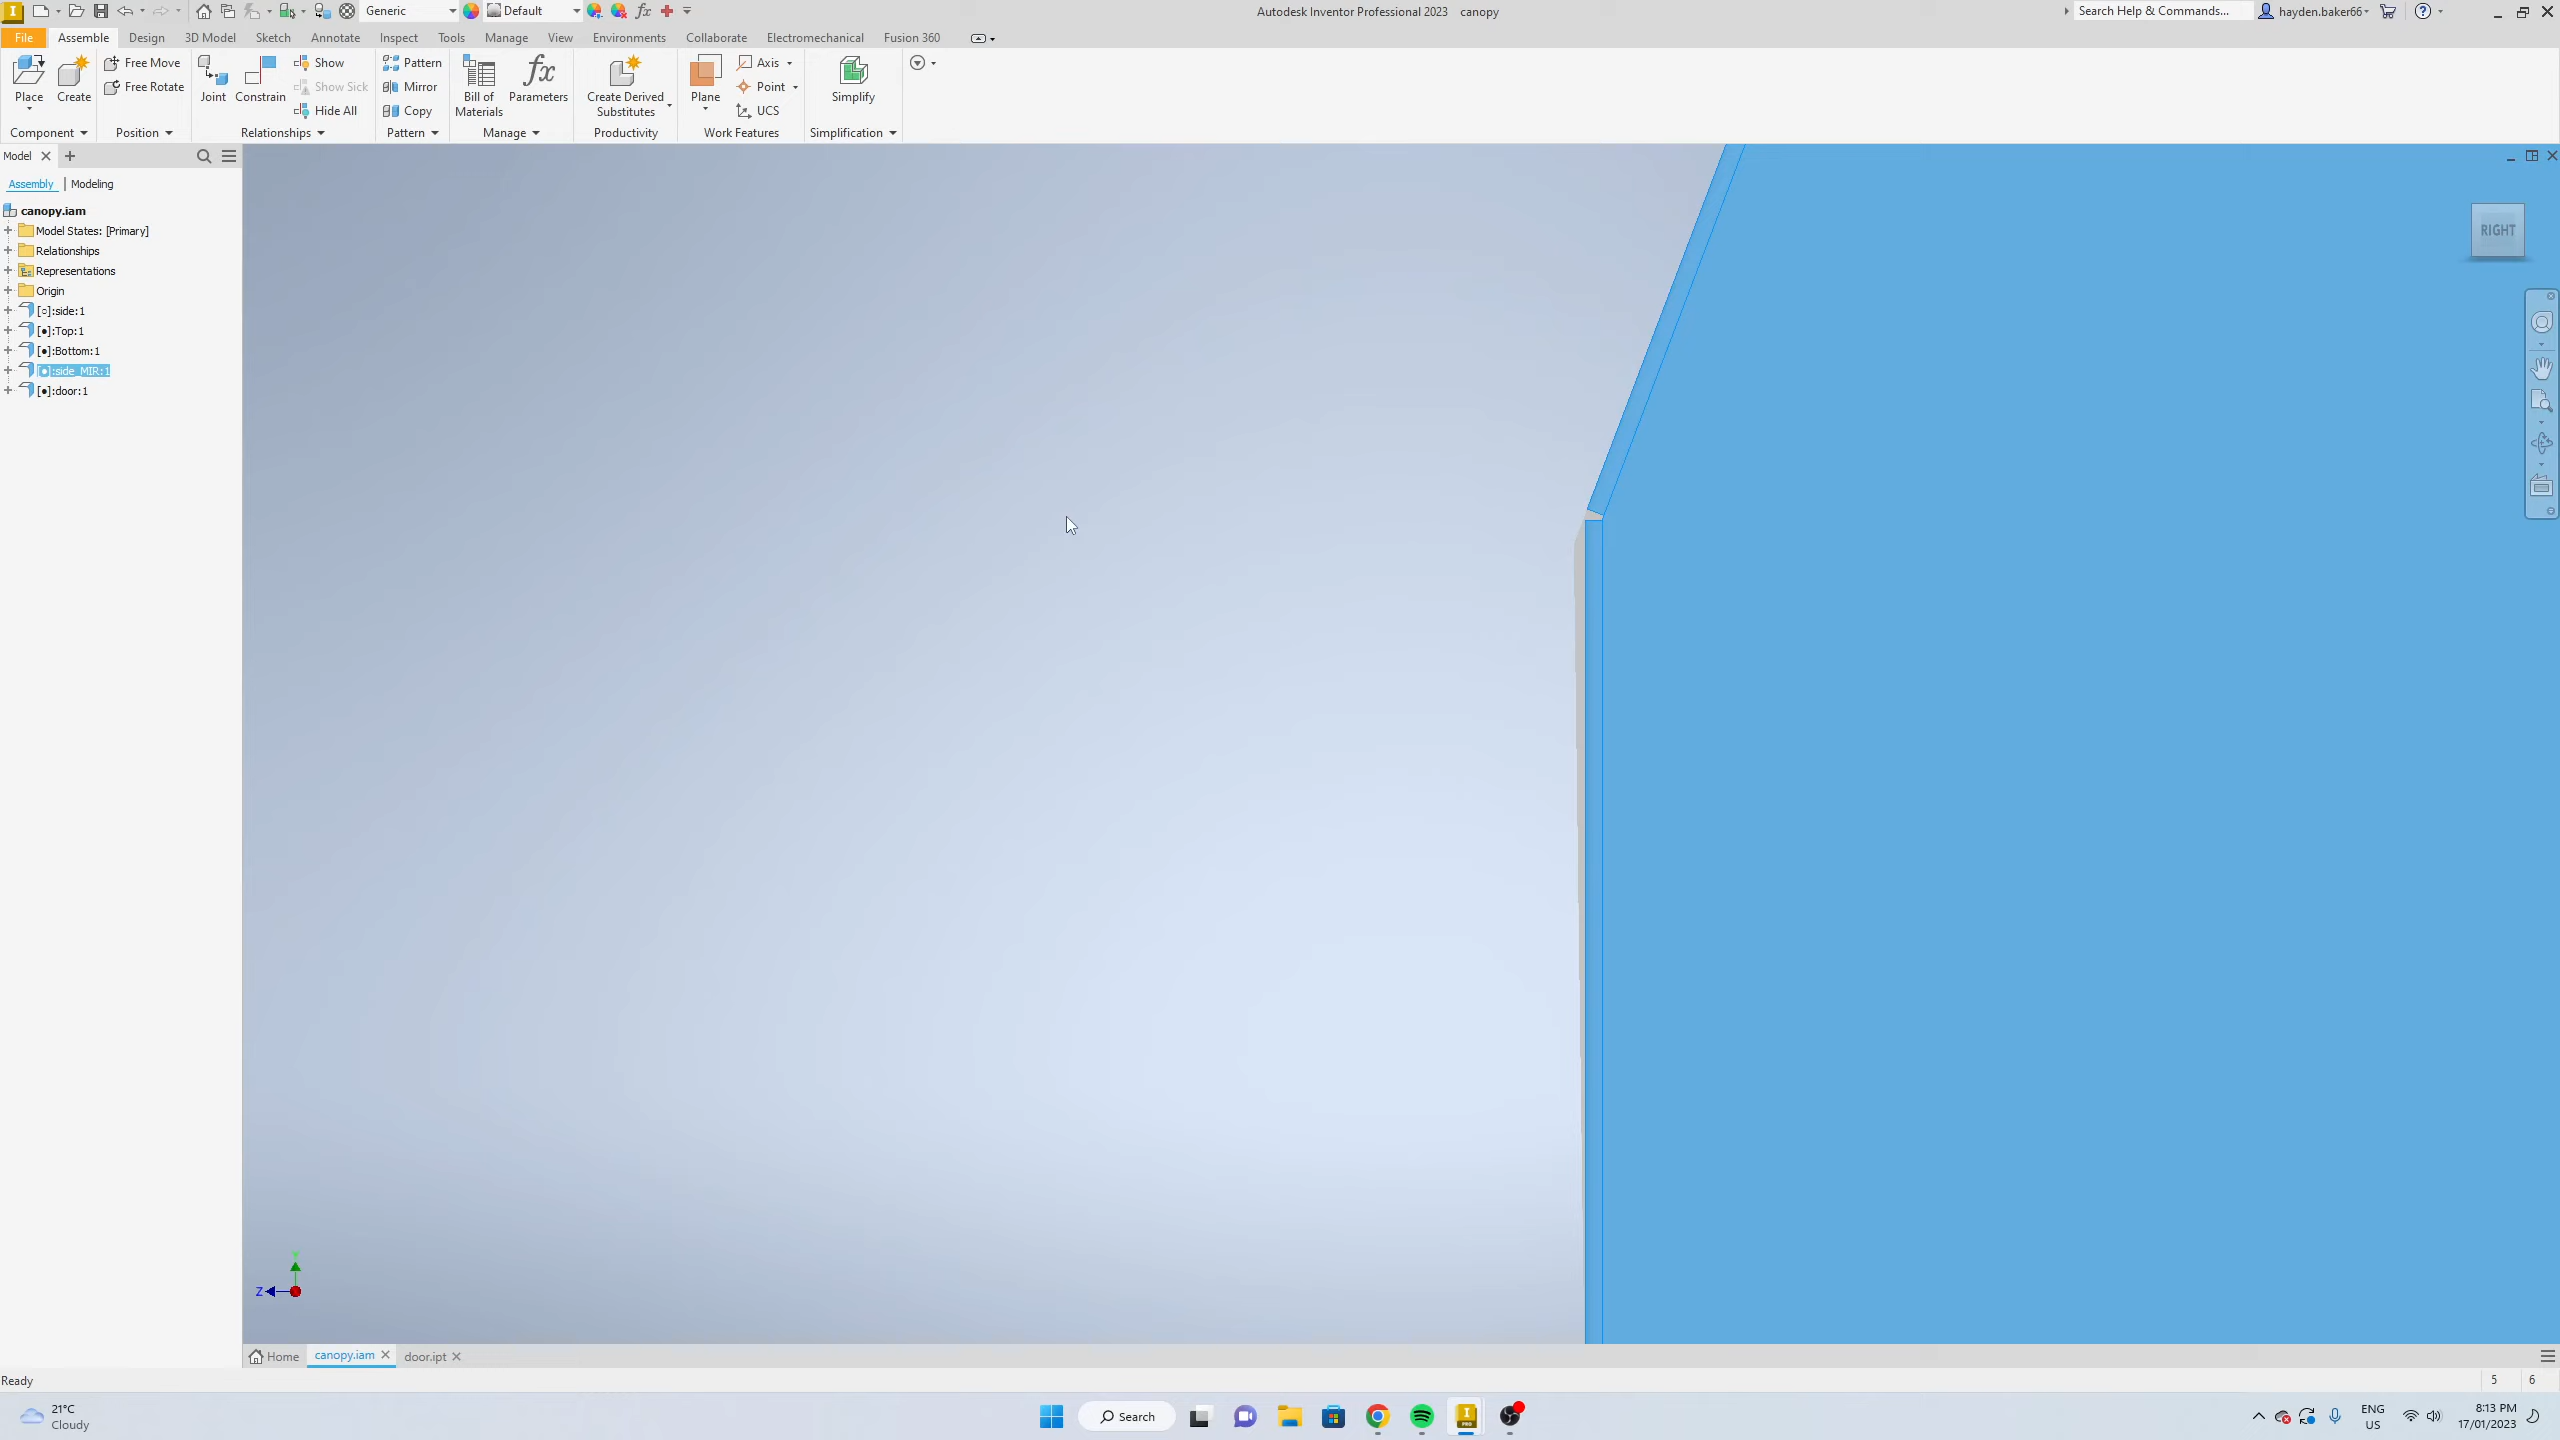 Generic Default Autodesk Inventor Professional 2023 canopy Search Help & Commands... hayden.baker66
File Assemble Design 3D Model Sketch Annotate Inspect Tools Manage View Environments Collaborate Electromechanical Fusion 360
Place
Create
Free Move
Free Rotate
Joint
Constrain
Show
Show Sick
Hide All
Pattern
Mirror
Copy
Bill of
Materials
fx
Parameters
Create Derived
Substitutes
Plane
Axis
Point
UCS
Simplify
Component Position Relationships Pattern Manage Productivity Work Features Simplification
Model
Assembly Modeling
canopy.iam
Model States: [Primary]
Relationships
Representations
Origin
[○]:side:1
[●]:Top:1
[●]:Bottom:1
[●]:side_MIR:1
[●]:door:1
RIGHT
Y
Z
Home canopy.iam door.ipt
Ready 5 6
21°C
Cloudy
Search
ENG
US
8:13 PM
17/01/2023